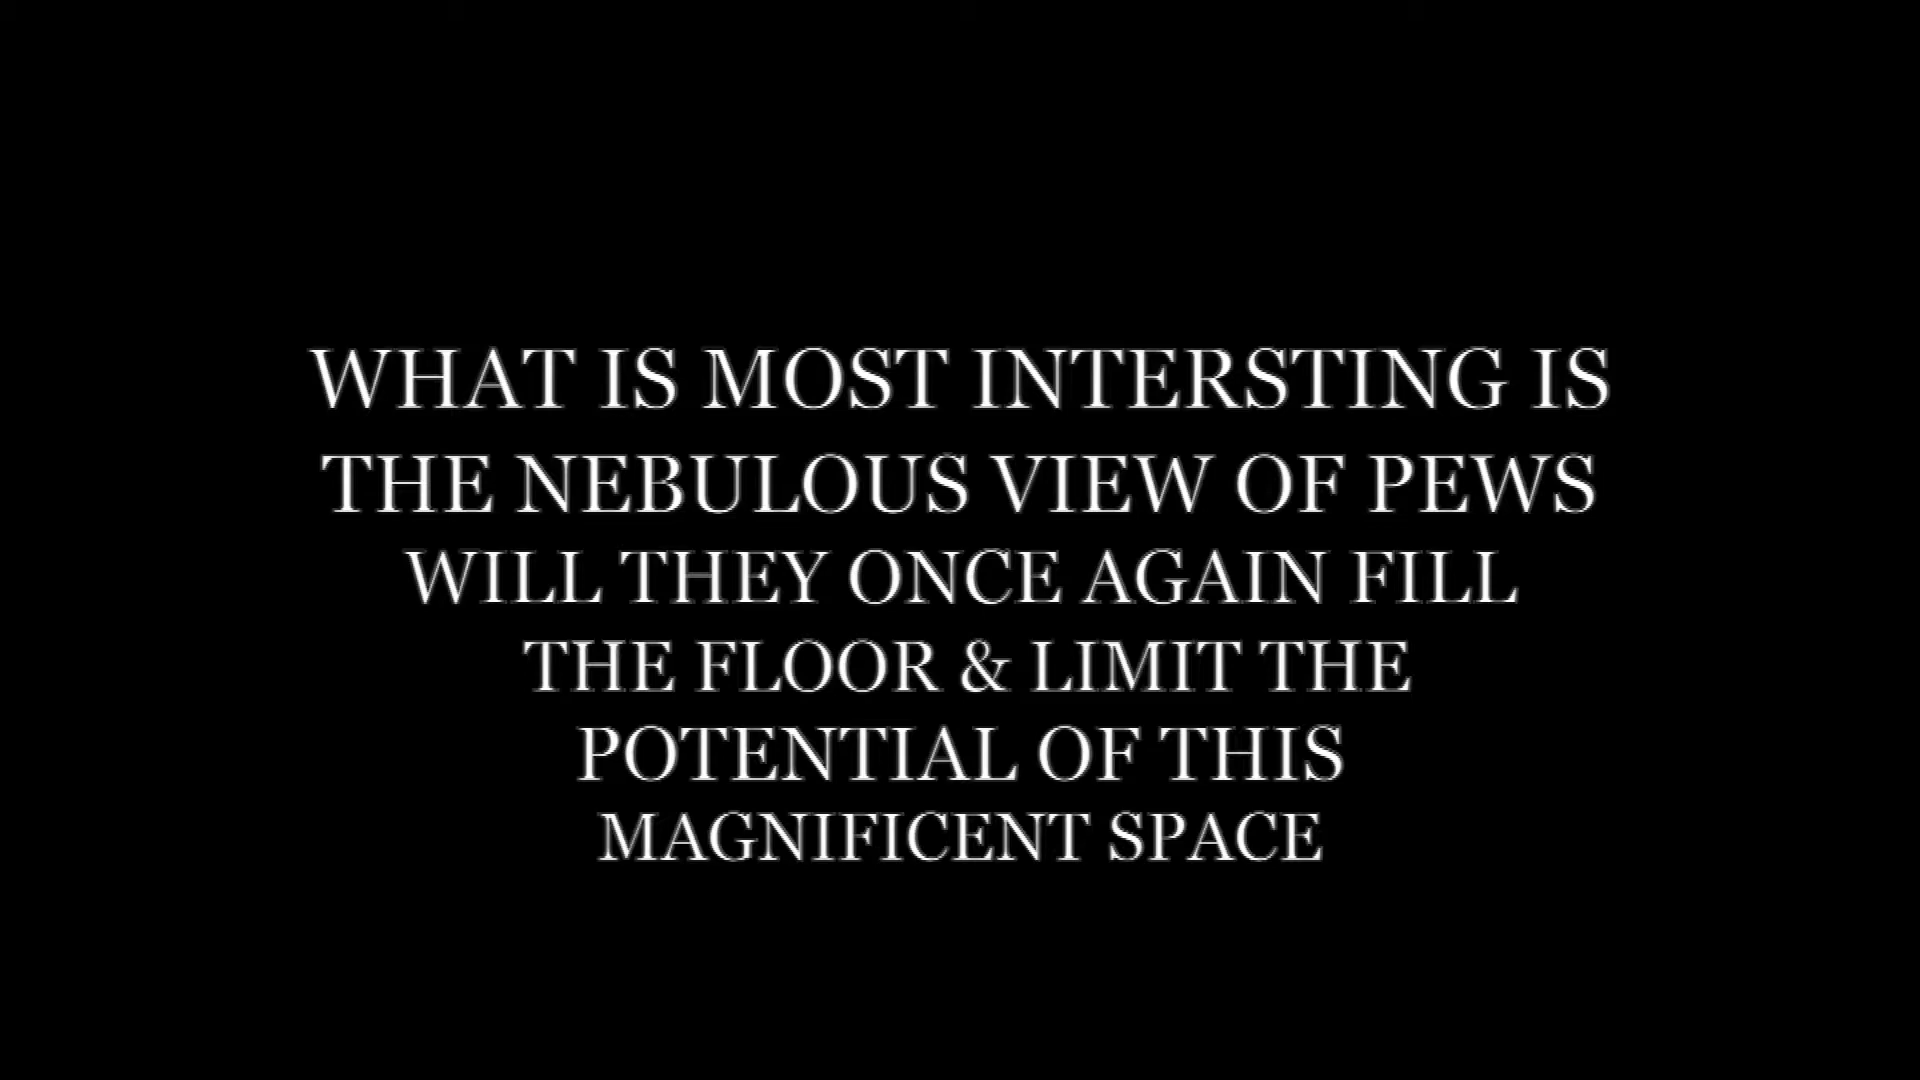 WHAT IS MOST INTERSTING IS
THE NEBULOUS VIEW OF PEWS
WILL THEY ONCE AGAIN FILL
THE FLOOR & LIMIT THE
POTENTIAL OF THIS
MAGNIFICENT SPACE